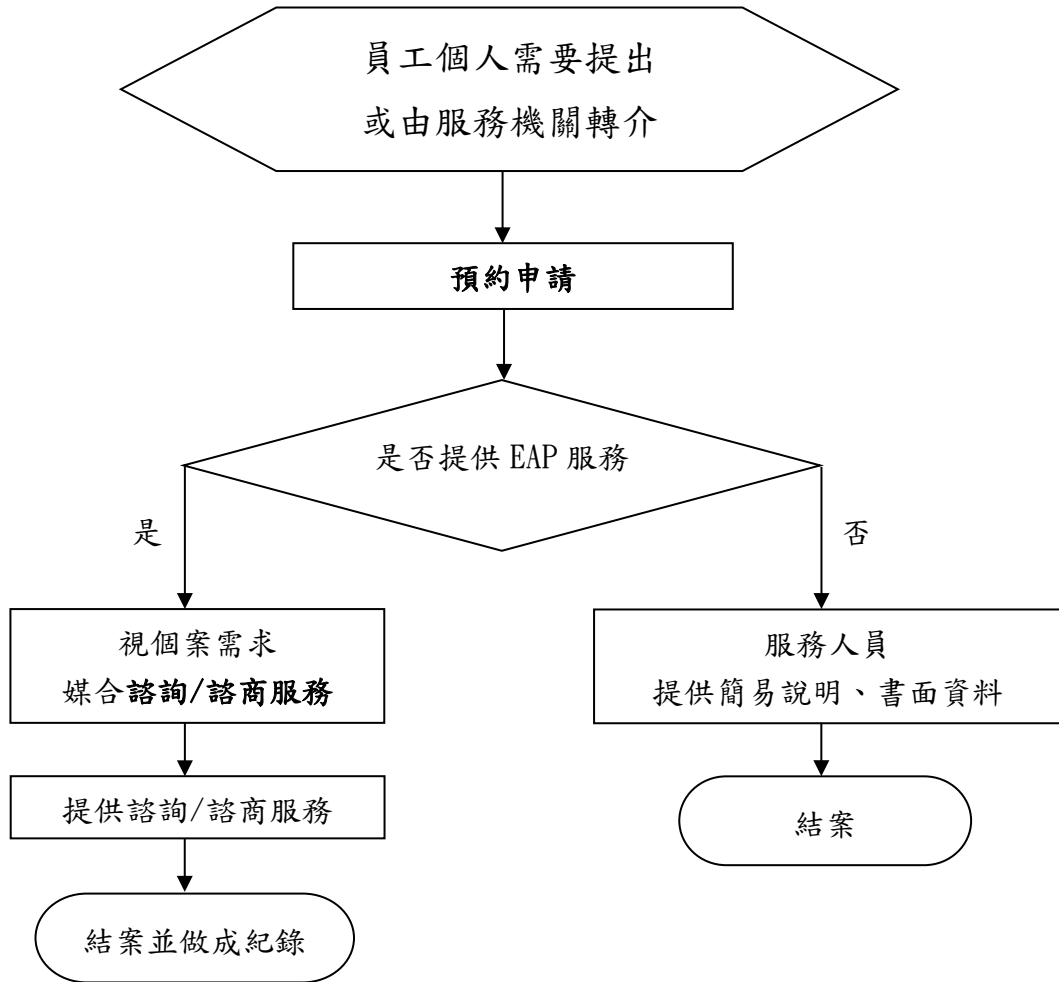 員工個人需要提出
或由服務機關轉介
預約申請
是否提供 EAP 服務
是
否
視個案需求
媒合諮詢/諮商服務
服務人員
提供簡易說明、書面資料
提供諮詢/諮商服務
結案
結案並做成紀錄